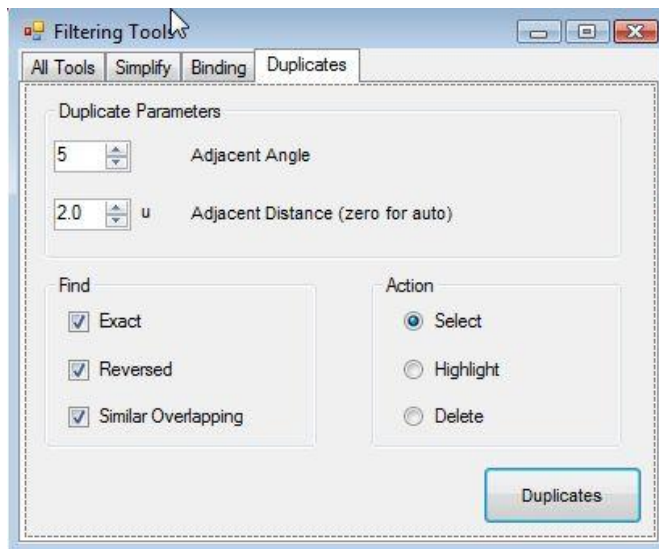 Filtering Tools
All Tools Simplify Binding Duplicates
Duplicate Parameters
5 Adjacent Angle
2.0 u Adjacent Distance (zero for auto)
Find Action
Exact Select
Reversed Highlight
Similar Overlapping Delete
Duplicates